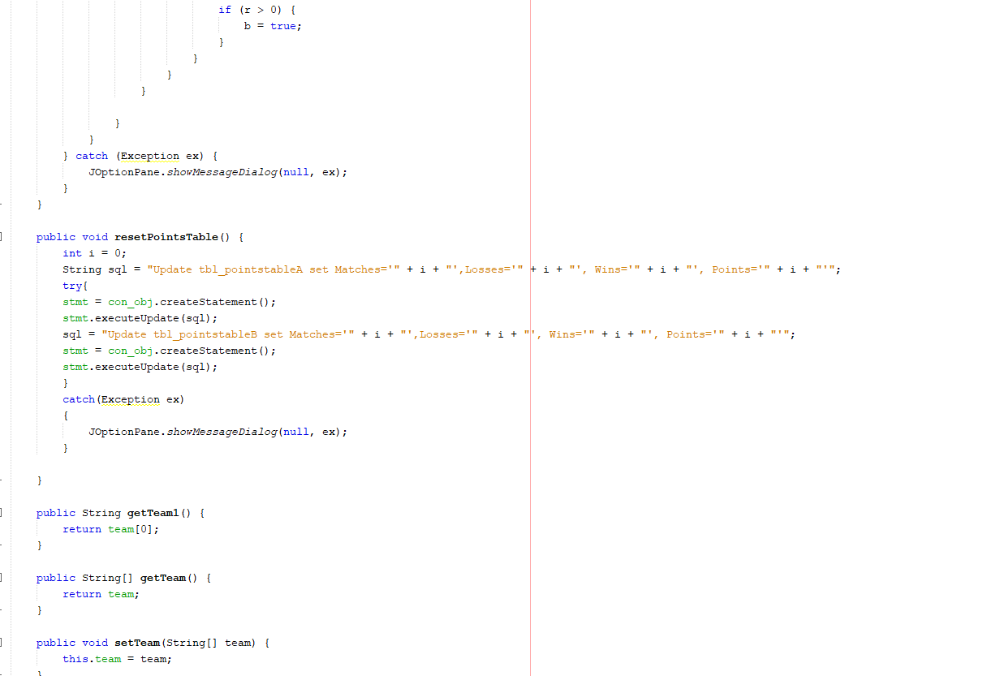 if (r > 0) {
b = true;
}
}
}
}
}
}
} catch (Exception ex) {
JOptionPane.showMessageDialog(null, ex);
}
}
public void resetPointsTable() {
int i = 0;
String sql = "Update tbl_pointstableA set Matches='" + i + "',Losses='" + i + "', Wins='" + i + "', Points='" + i + "'";
try{
stmt = con_obj.createStatement();
stmt.executeUpdate(sql);
sql = "Update tbl_pointstableB set Matches='" + i + "',Losses='" + i + "', Wins='" + i + "', Points='" + i + "'";
stmt = con_obj.createStatement();
stmt.executeUpdate(sql);
}
catch(Exception ex)
{
JOptionPane.showMessageDialog(null, ex);
}
}
public String getTeam1() {
return team[0];
}
public String[] getTeam() {
return team;
}
public void setTeam(String[] team) {
this.team = team;
}